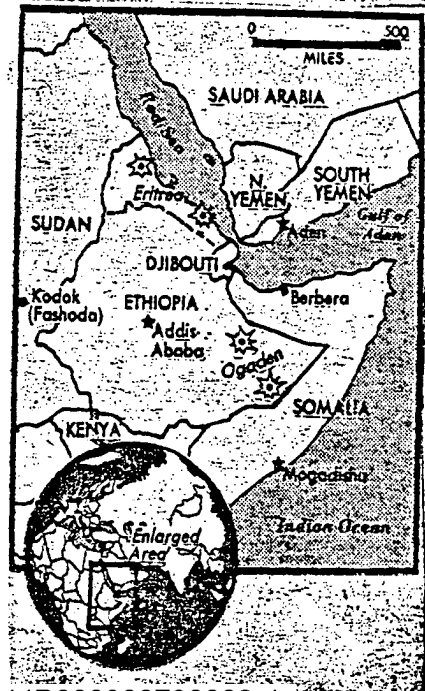 0 500
MILES
SAUDI ARABIA
Red Sea
N. YEMEN
SOUTH YEMEN
Eritrea
SUDAN
Gulf of Aden
Aden
DJIBOUTI
Kodok (Fashoda)
ETHIOPIA
Berbera
Addis Ababa
Ogaden
SOMALIA
KENYA
Mogadishu
Enlarged Area
Indian Ocean